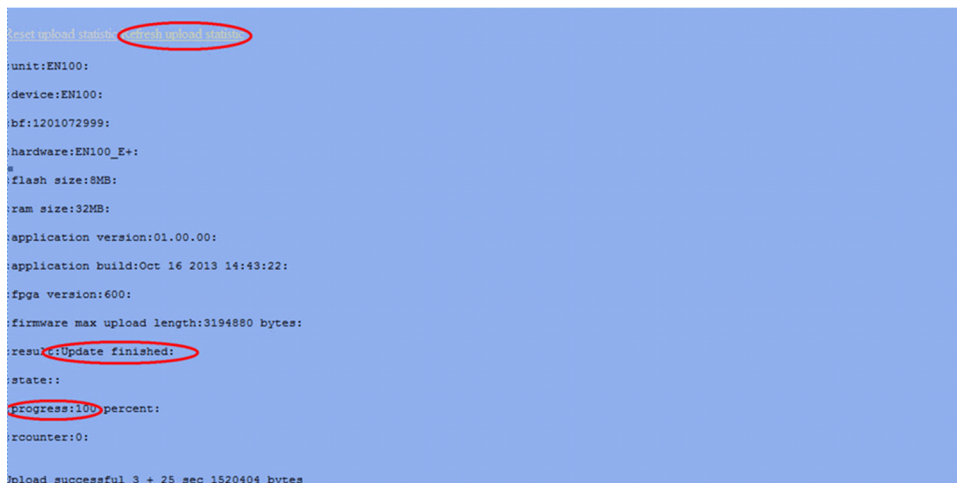 Reset upload statistic Refresh upload statistic
:unit:EN100:
:device:EN100:
:bf:1201072999:
:hardware:EN100_E+:
:flash size:8MB:
:ram size:32MB:
:application version:01.00.00:
:application build:Oct 16 2013 14:43:22:
:fpga version:600:
:firmware max upload length:3194880 bytes:
:result:Update finished:
:state::
:progress:100 percent:
:rcounter:0:
Upload successful 3 + 25 sec 1520404 bytes